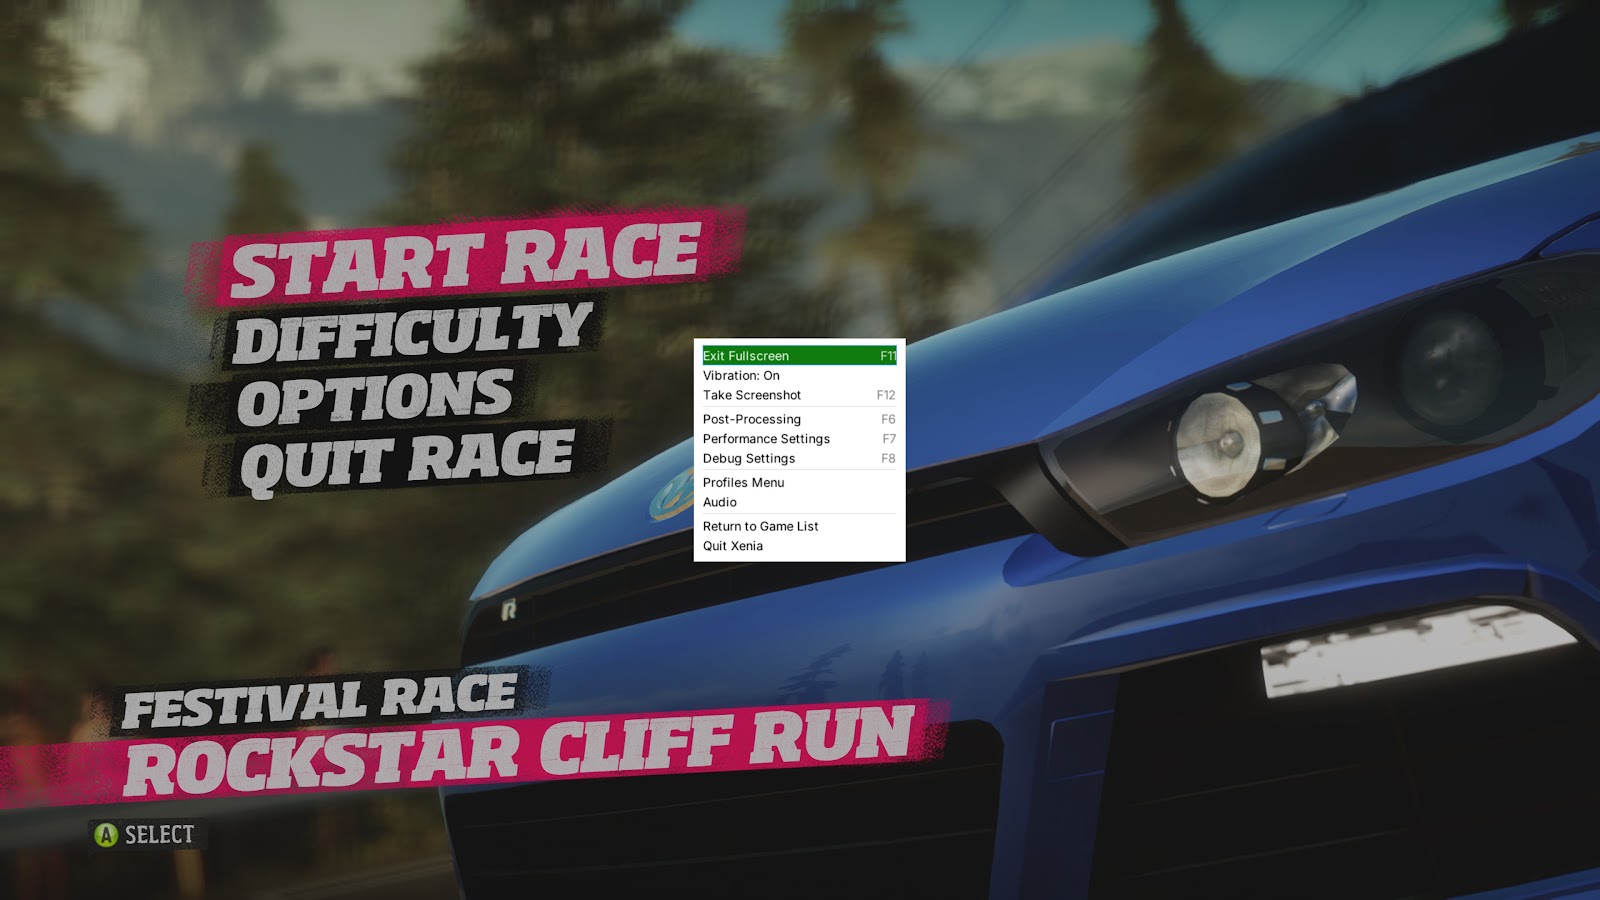 START RACE
DIFFICULTY
OPTIONS
QUIT RACE
Exit Fullscreen F11
Vibration: On
Take Screenshot F12
Post-Processing F6
Performance Settings F7
Debug Settings F8
Profiles Menu
Audio
Return to Game List
Quit Xenia
R
FESTIVAL RACE
ROCKSTAR CLIFF RUN
A SELECT